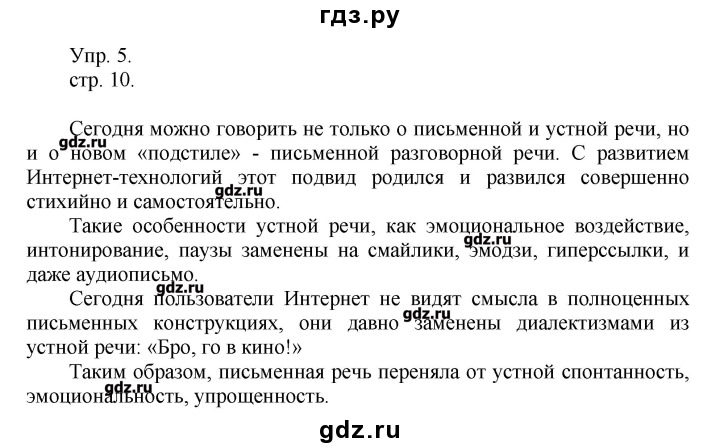 гдз.ру
Упр. 5.
стр. 10.
Сегодня можно говорить не только о письменной и устной речи, но
gdz.ru
и о новом «подстиле» - письменной разговорной речи. С развитием
gdz.ru
Интернет-технологий этот подвид родился и развился совершенно
gdz.ru
стихийно и самостоятельно.
Такие особенности устной речи, как эмоциональное воздействие,
gdz.ru
интонирование, паузы заменены на смайлики, эмодзи, гиперссылки, и
даже аудиописьмо.
gdz.ru
Сегодня пользователи Интернет не видят смысла в полноценных
gdz.ru
письменных конструкциях, они давно заменены диалектизмами из
устной речи: «Бро, го в кино!»
Таким образом, письменная речь переняла от устной спонтанность,
gdz.ru
эмоциональность, упрощенность.
gdz.ru